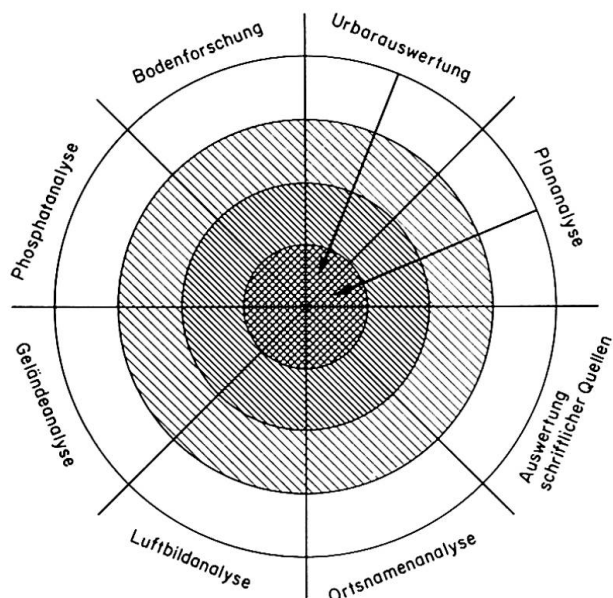 Bodenforschung
Urbarauswertung
Phosphatanalyse
Plananalyse
Geländeanalyse
Auswertung
schriftlicher Quellen
Luftbildanalyse
Ortsnamenanalyse